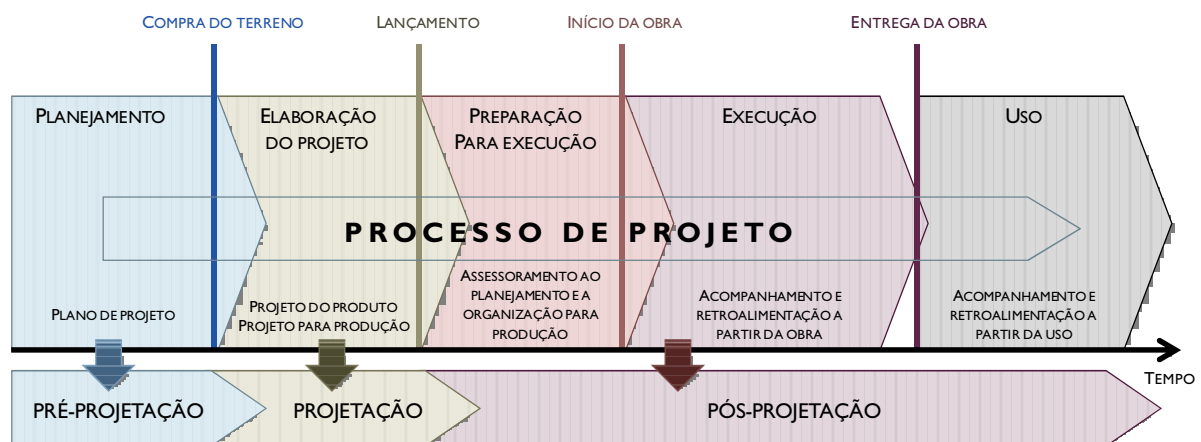 COMPRA DO TERRENO
LANÇAMENTO
INÍCIO DA OBRA
ENTREGA DA OBRA
PLANEJAMENTO
ELABORAÇÃO
DO PROJETO
PREPARAÇÃO
PARA EXECUÇÃO
EXECUÇÃO
USO
PROCESSO DE PROJETO
PLANO DE PROJETO
PROJETO DO PRODUTO
PROJETO PARA PRODUÇÃO
ASSESSORAMENTO AO
PLANEJAMENTO E A
ORGANIZAÇÃO PARA
PRODUÇÃO
ACOMPANHAMENTO E
RETROALIMENTAÇÃO A
PARTIR DA OBRA
ACOMPANHAMENTO E
RETROALIMENTAÇÃO A
PARTIR DA USO
TEMPO
PRÉ-PROJETAÇÃO
PROJETAÇÃO
PÓS-PROJETAÇÃO